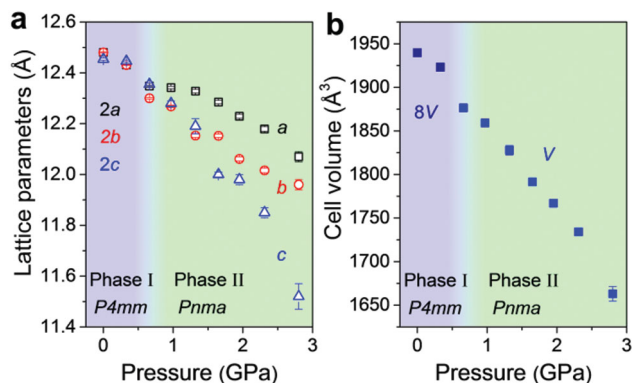 a
12.6
12.4
12.2
12.0
11.8
11.6
11.4
Lattice parameters (Å)
2a
2b
2c
a
b
c
Phase I
P4mm
Phase II
Pnma
0
1
2
3
Pressure (GPa)
b
1950
1900
1850
1800
1750
1700
1650
Cell volume (Å³)
8V
V
Phase I
P4mm
Phase II
Pnma
0
1
2
3
Pressure (GPa)